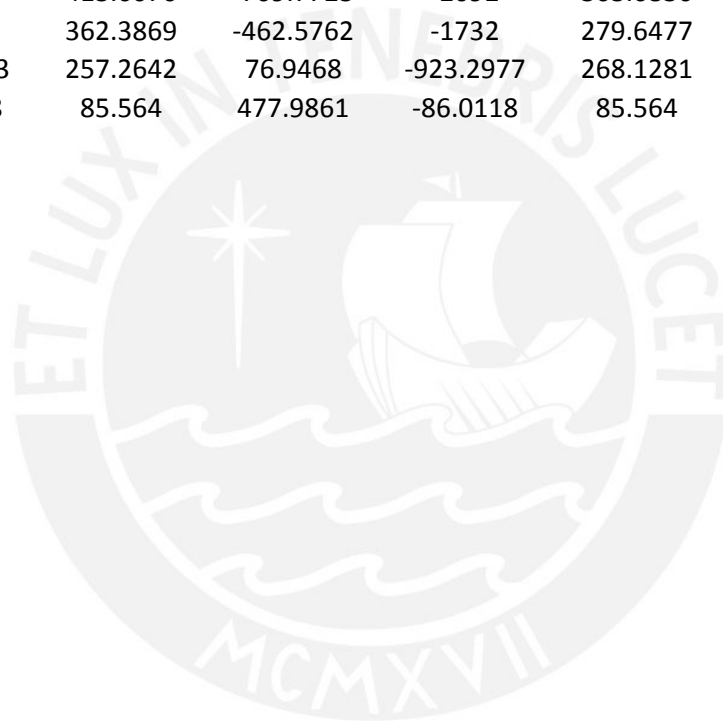 362.3869 -462.5762 -1732 279.6477
3 257.2642 76.9468 -923.2977 268.1281
85.564 477.9861 -86.0118 85.564
ET LUX IN TENEBRIS LUCET
MCMXVII